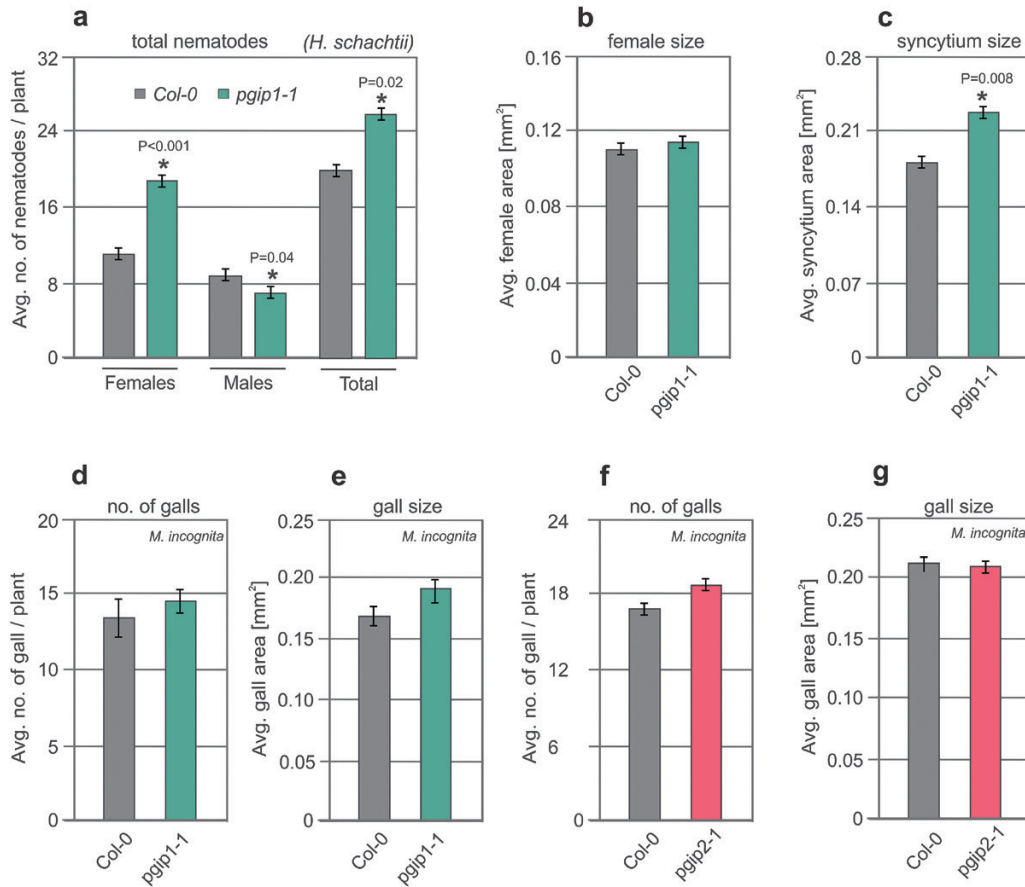 a
total nematodes (H. schachtii)
Avg. no. of nematodes / plant
32
24
16
8
0
Col-0 pgip1-1
P<0.001
*
P=0.04
*
P=0.02
*
Females Males Total
b
female size
Avg. female area [mm²]
0.16
0.12
0.08
0.04
0
Col-0
pgip1-1
c
syncytium size
Avg. syncytium area [mm²]
0.28
0.21
0.14
0.07
0
P=0.008
*
Col-0
pgip1-1
d
no. of galls
M. incognita
Avg. no. of gall / plant
20
15
10
5
0
Col-0
pgip1-1
e
gall size
M. incognita
Avg. gall area [mm²]
0.25
0.20
0.15
0.10
0.05
0
Col-0
pgip1-1
f
no. of galls
M. incognita
Avg. no. of gall / plant
24
18
12
6
0
Col-0
pgip2-1
g
gall size
M. incognita
Avg. gall area [mm²]
0.25
0.20
0.15
0.10
0.05
0
Col-0
pgip2-1